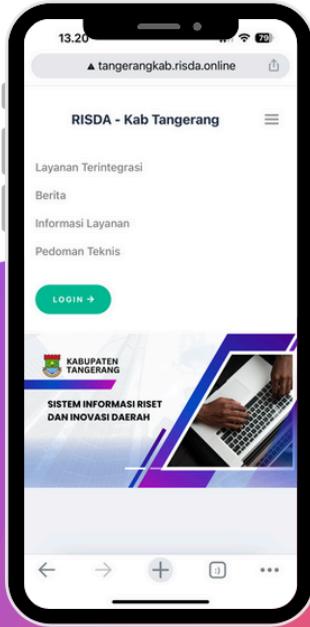 13.20
79
tangerangkab.risda.online
RISDA - Kab Tangerang
Layanan Terintegrasi
Berita
Informasi Layanan
Pedoman Teknis
LOGIN →
KABUPATEN
TANGERANG
SISTEM INFORMASI RISET
DAN INOVASI DAERAH
:)